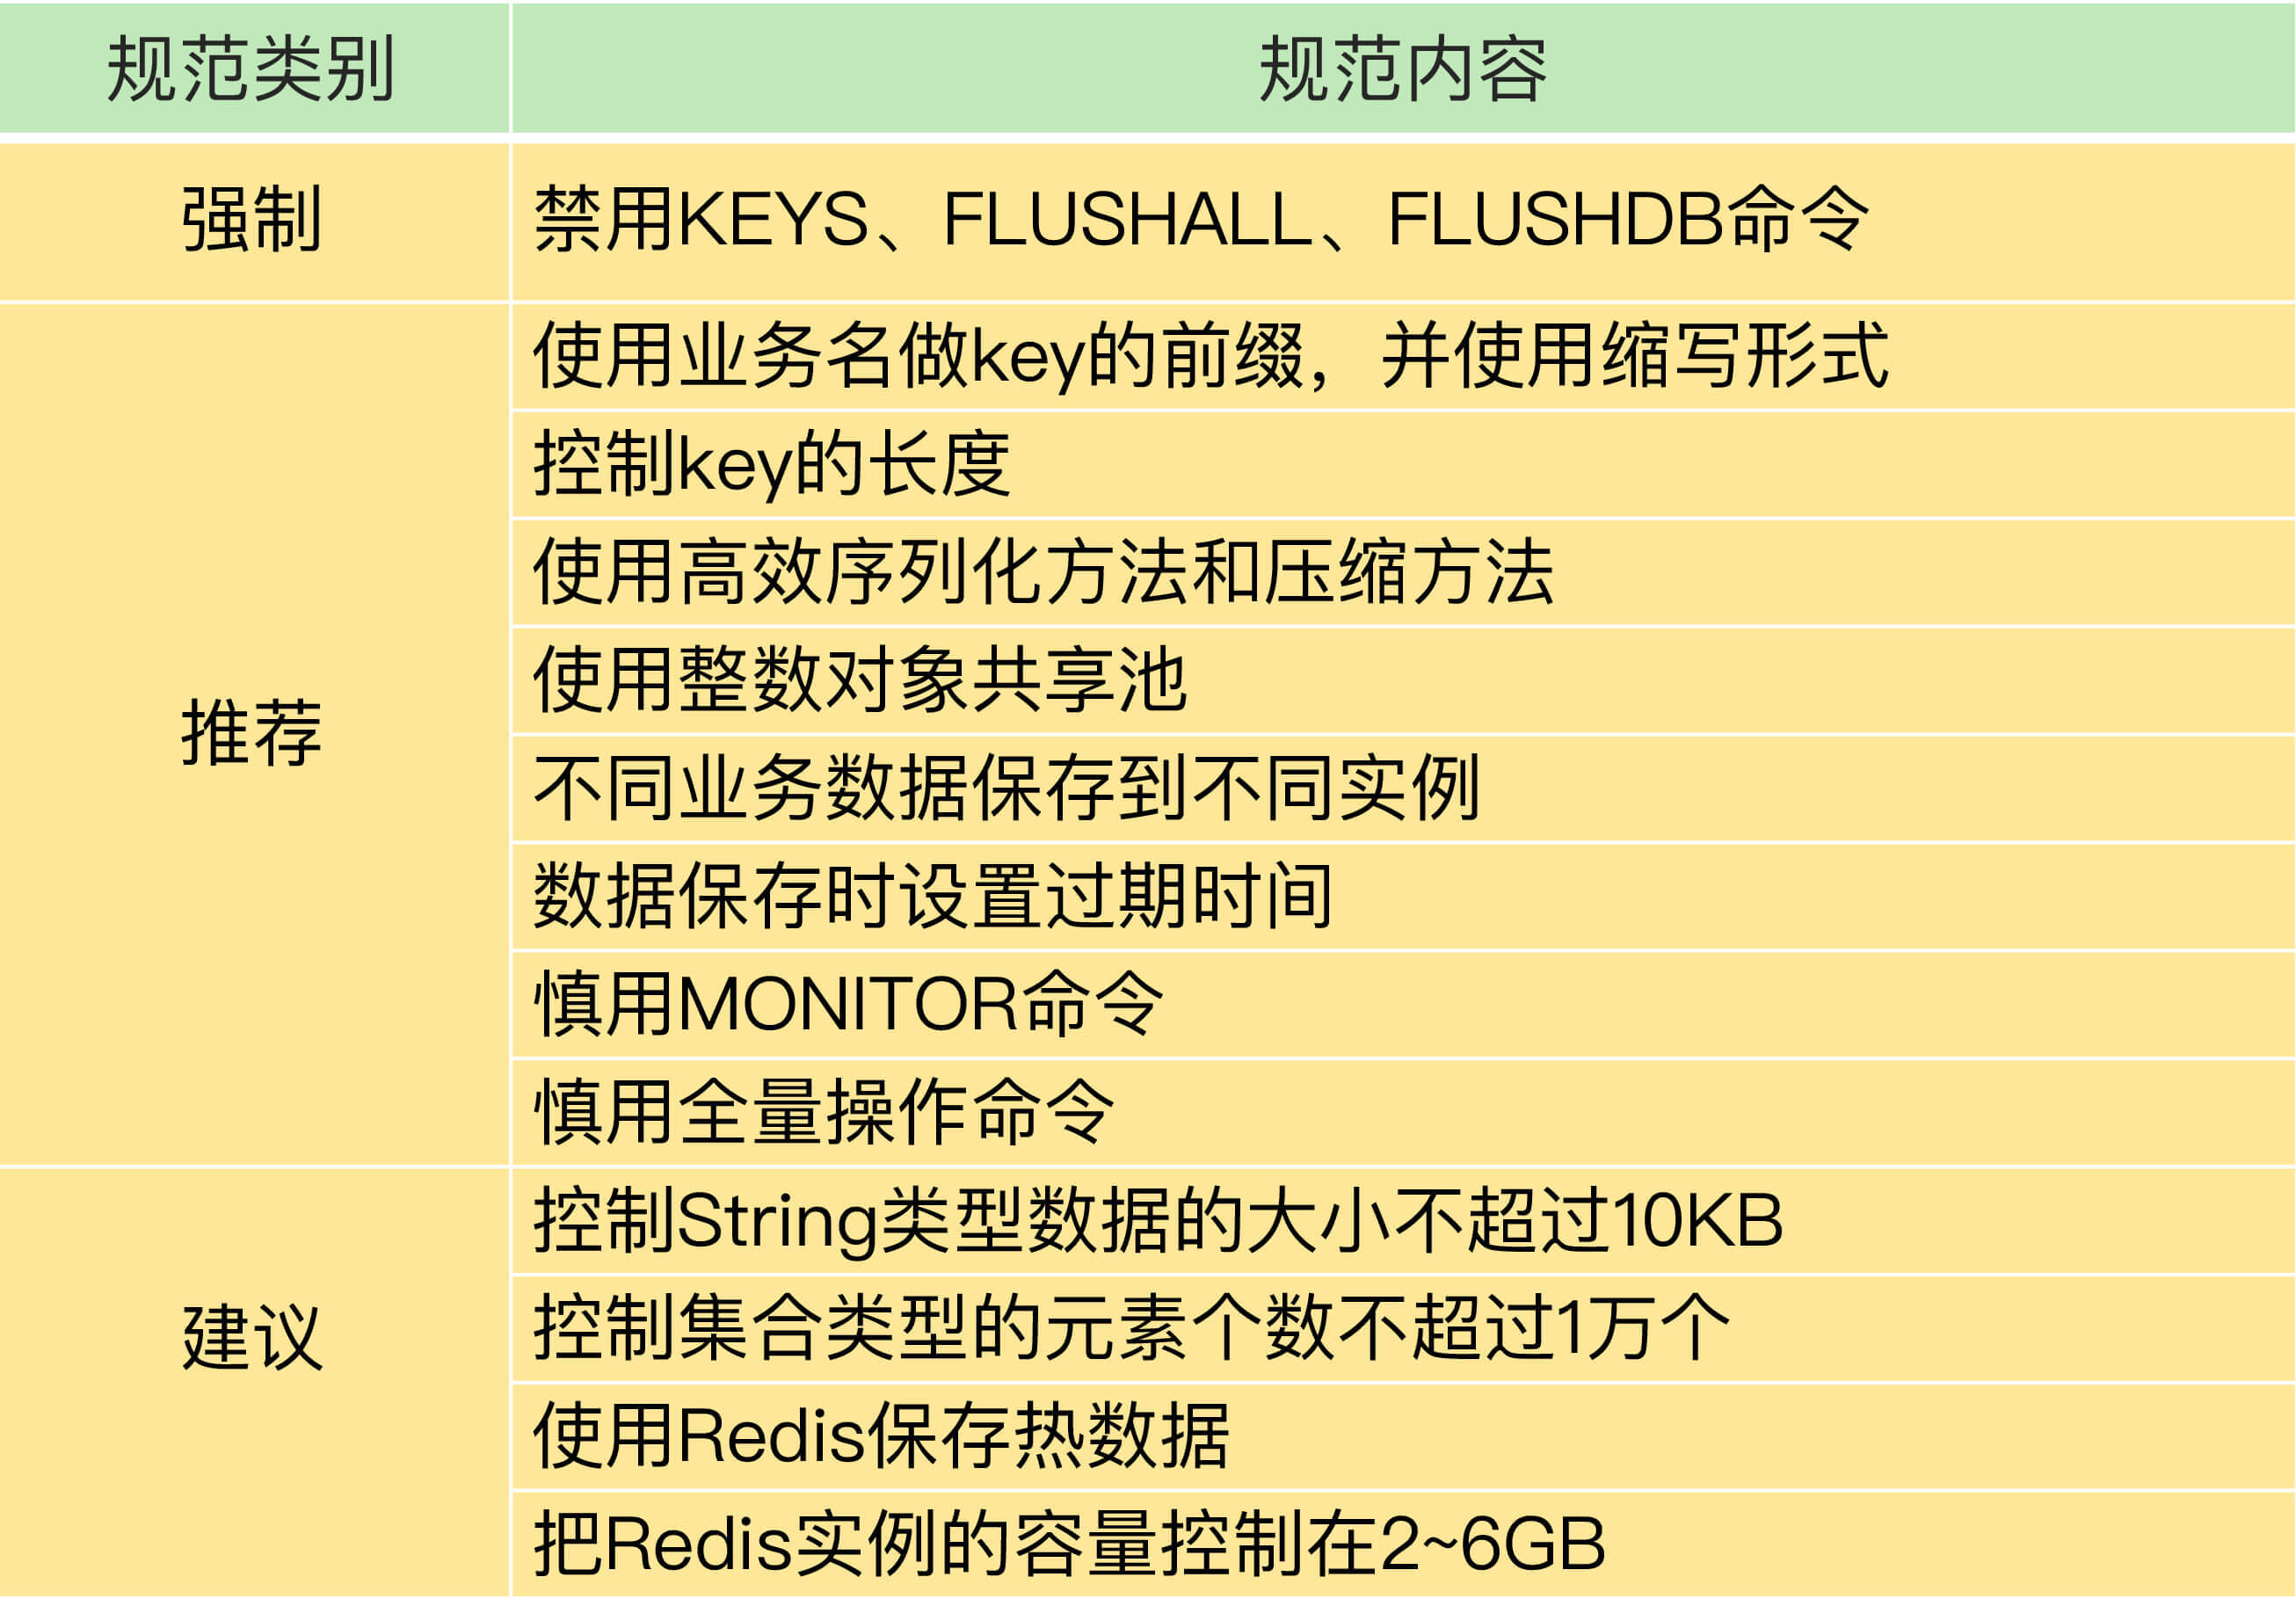 规范类别
规范内容
强制
禁用KEYS、FLUSHALL、FLUSHDB命令
推荐
使用业务名做key的前缀，并使用缩写形式
控制key的长度
使用高效序列化方法和压缩方法
使用整数对象共享池
不同业务数据保存到不同实例
数据保存时设置过期时间
慎用MONITOR命令
慎用全量操作命令
建议
控制String类型数据的大小不超过10KB
控制集合类型的元素个数不超过1万个
使用Redis保存热数据
把Redis实例的容量控制在2~6GB